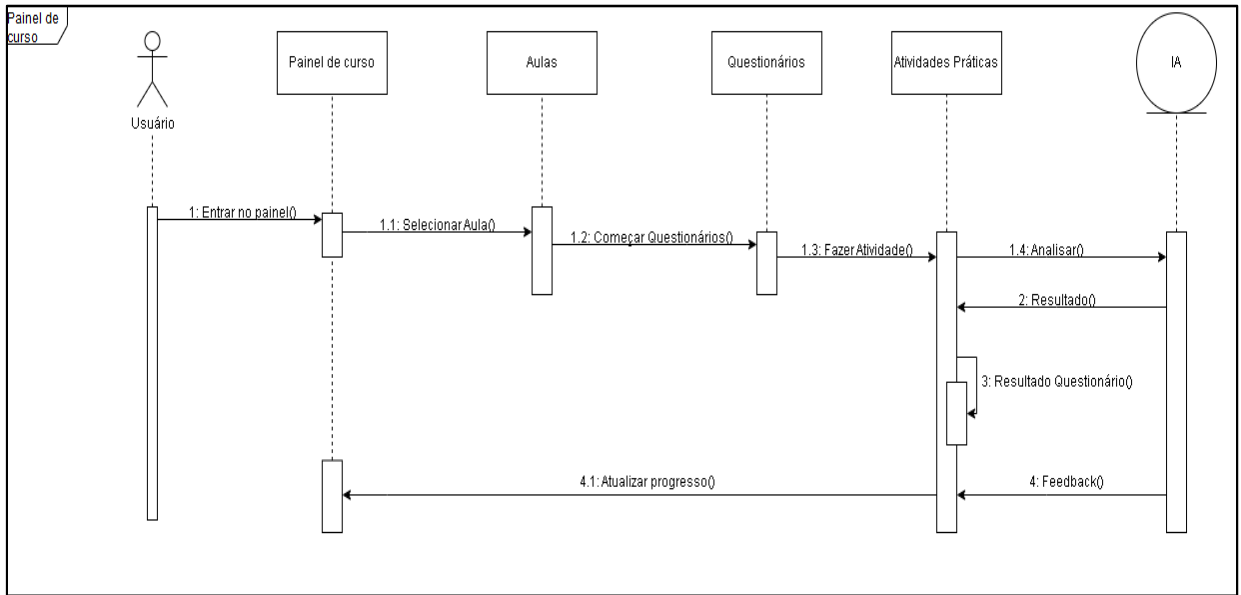 Painel de
curso
Usuário
Painel de curso
Aulas
Questionários
Atividades Práticas
IA
1: Entrar no painel()
1.1: Selecionar Aula()
1.2: Começar Questionários()
1.3: Fazer Atividade()
1.4: Analisar()
2: Resultado()
3: Resultado Questionário()
4.1: Atualizar progresso()
4: Feedback()